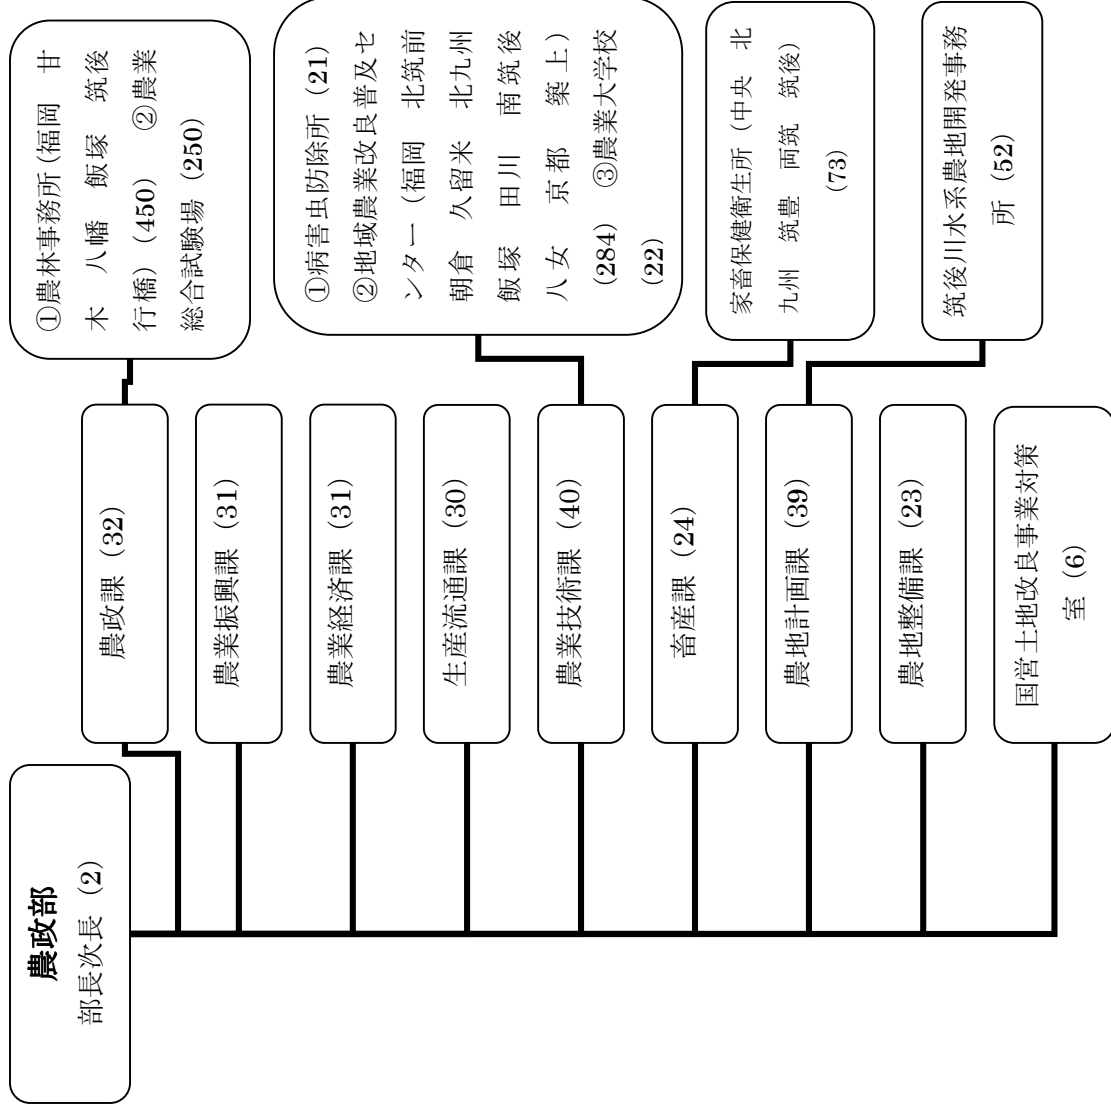 農政部
部長次長 (2)
農政課 (32)
農業振興課 (31)
農業経済課 (31)
生産流通課 (30)
農業技術課 (40)
畜産課 (24)
農地計画課 (39)
農地整備課 (23)
国営土地改良事業対策
室 (6)
①農林事務所(福岡 甘
木 八幡 飯塚 筑後
行橋) (450) ②農業
総合試験場 (250)
①病害虫防除所 (21)
②地域農業改良普及セ
ンター (福岡 北筑前
朝倉 久留米 北九州
飯塚 田川 南筑後
八女 京都 築上)
(284) ③農業大学校
(22)
家畜保健衛生所 (中央 北
九州 筑豊 両筑 筑後)
(73)
筑後川水系農地開発事務
所 (52)